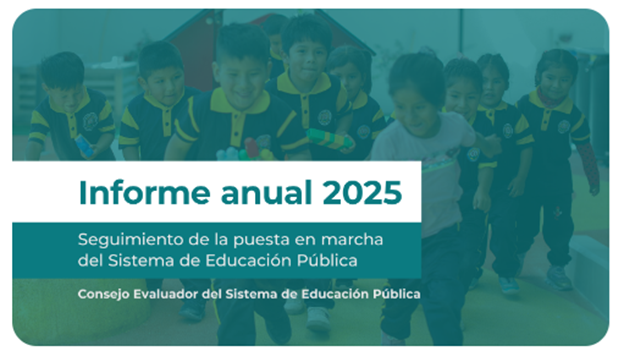 Informe anual 2025
Seguimiento de la puesta en marcha
del Sistema de Educación Pública
Consejo Evaluador del Sistema de Educación Pública